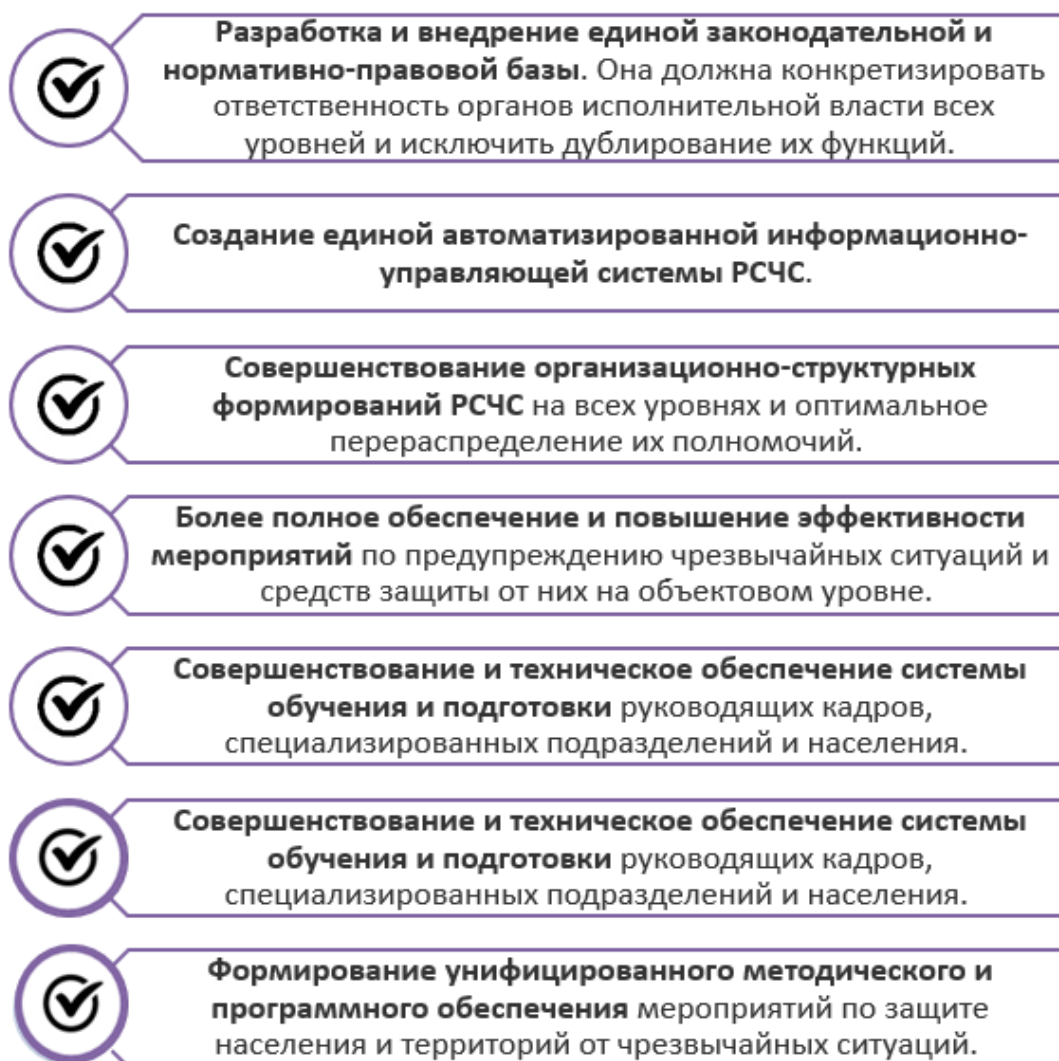 Разработка и внедрение единой законодательной и
нормативно-правовой базы. Она должна конкретизировать
ответственность органов исполнительной власти всех
уровней и исключить дублирование их функций.
Создание единой автоматизированной информационно-
управляющей системы РСЧС.
Совершенствование организационно-структурных
формирований РСЧС на всех уровнях и оптимальное
перераспределение их полномочий.
Более полное обеспечение и повышение эффективности
мероприятий по предупреждению чрезвычайных ситуаций и
средств защиты от них на объектовом уровне.
Совершенствование и техническое обеспечение системы
обучения и подготовки руководящих кадров,
специализированных подразделений и населения.
Совершенствование и техническое обеспечение системы
обучения и подготовки руководящих кадров,
специализированных подразделений и населения.
Формирование унифицированного методического и
программного обеспечения мероприятий по защите
населения и территорий от чрезвычайных ситуаций.